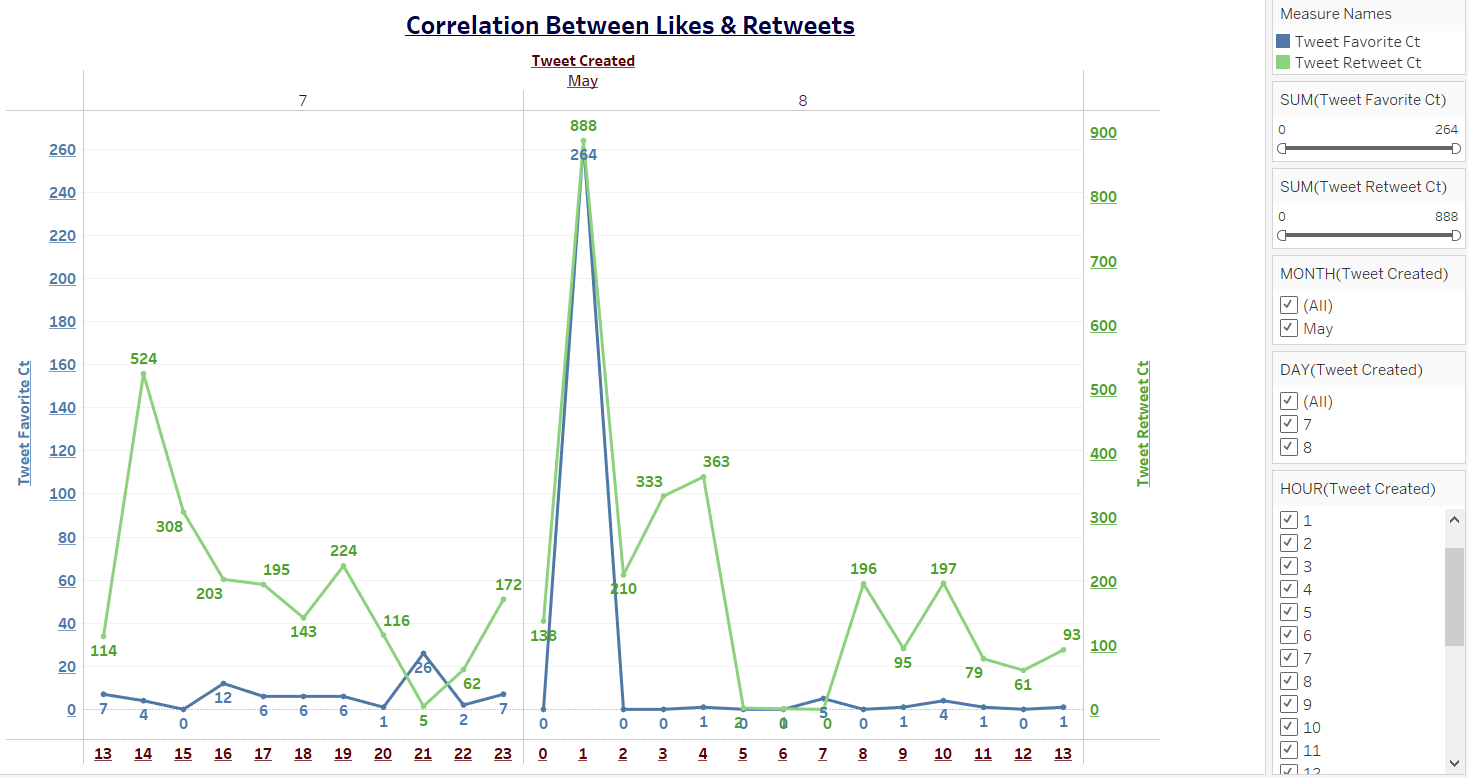 Correlation Between Likes & Retweets
Tweet Created
May
7 8
Tweet Favorite Ct
260
240
220
200
180
160
140
120
100
80
60
40
20
0
114 524 308 203 195 143 224 116 5 62 172
7 4 0 12 6 6 6 1 26 2 7
138 888 210 333 363 2 0 196 95 197 79 61 93
0 264 0 0 1 0 5 0 1 4 1 0 1
900
800
700
600
500
400
300
200
100
0
Tweet Retweet Ct
13 14 15 16 17 18 19 20 21 22 23 0 1 2 3 4 5 6 7 8 9 10 11 12 13
Measure Names
Tweet Favorite Ct
Tweet Retweet Ct
SUM(Tweet Favorite Ct)
0 264
SUM(Tweet Retweet Ct)
0 888
MONTH(Tweet Created)
(All)
May
DAY(Tweet Created)
(All)
7
8
HOUR(Tweet Created)
1
2
3
4
5
6
7
8
9
10
11
12